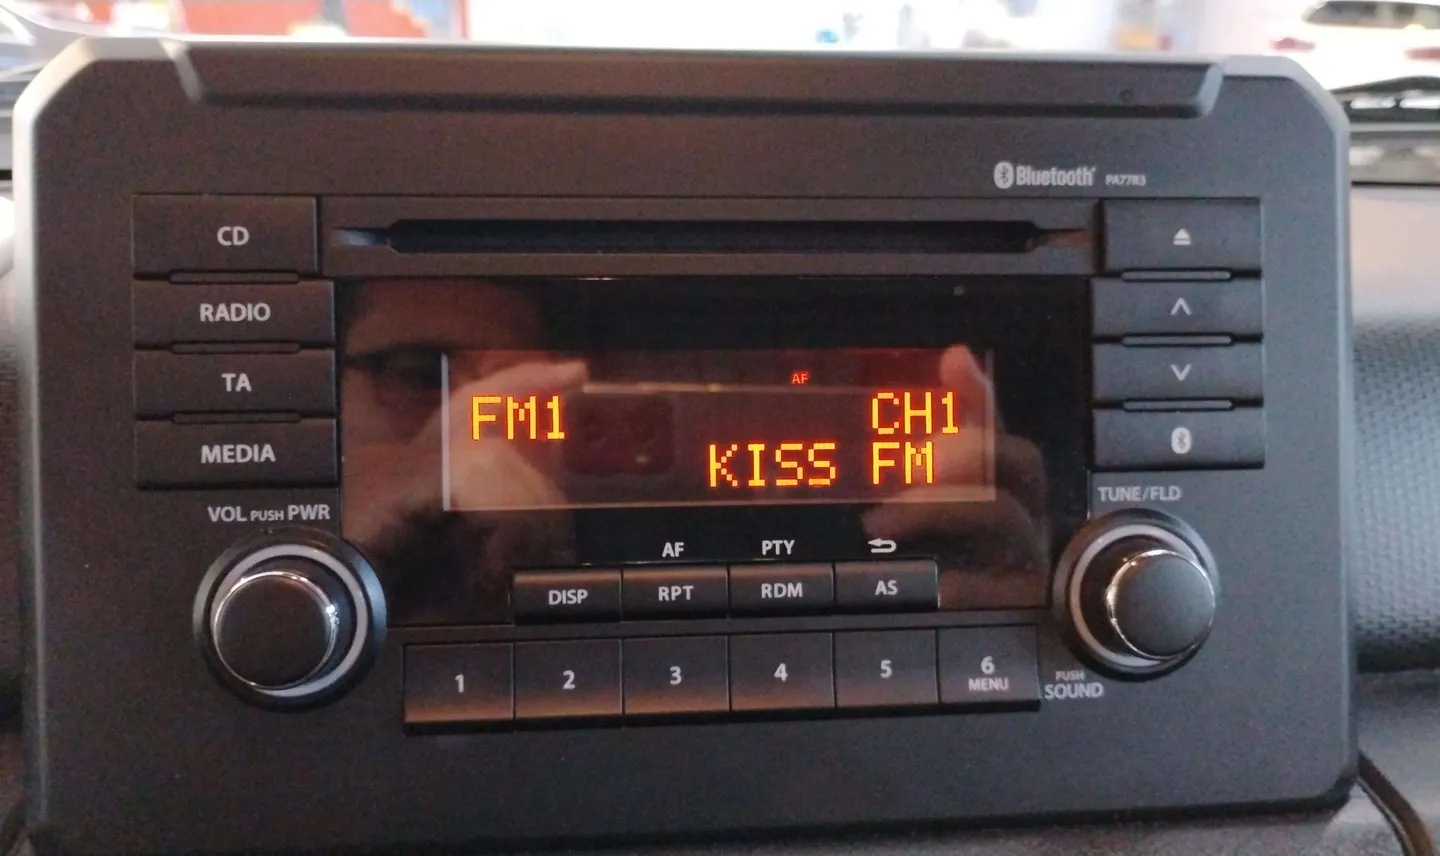 Bluetooth® PA77R3
CD
RADIO
TA
MEDIA
AF
FM1 CH1
KISS FM
VOL PUSH PWR
TUNE/FLD
AF PTY
DISP RPT RDM AS
1 2 3 4 5 6
MENU
PUSH
SOUND